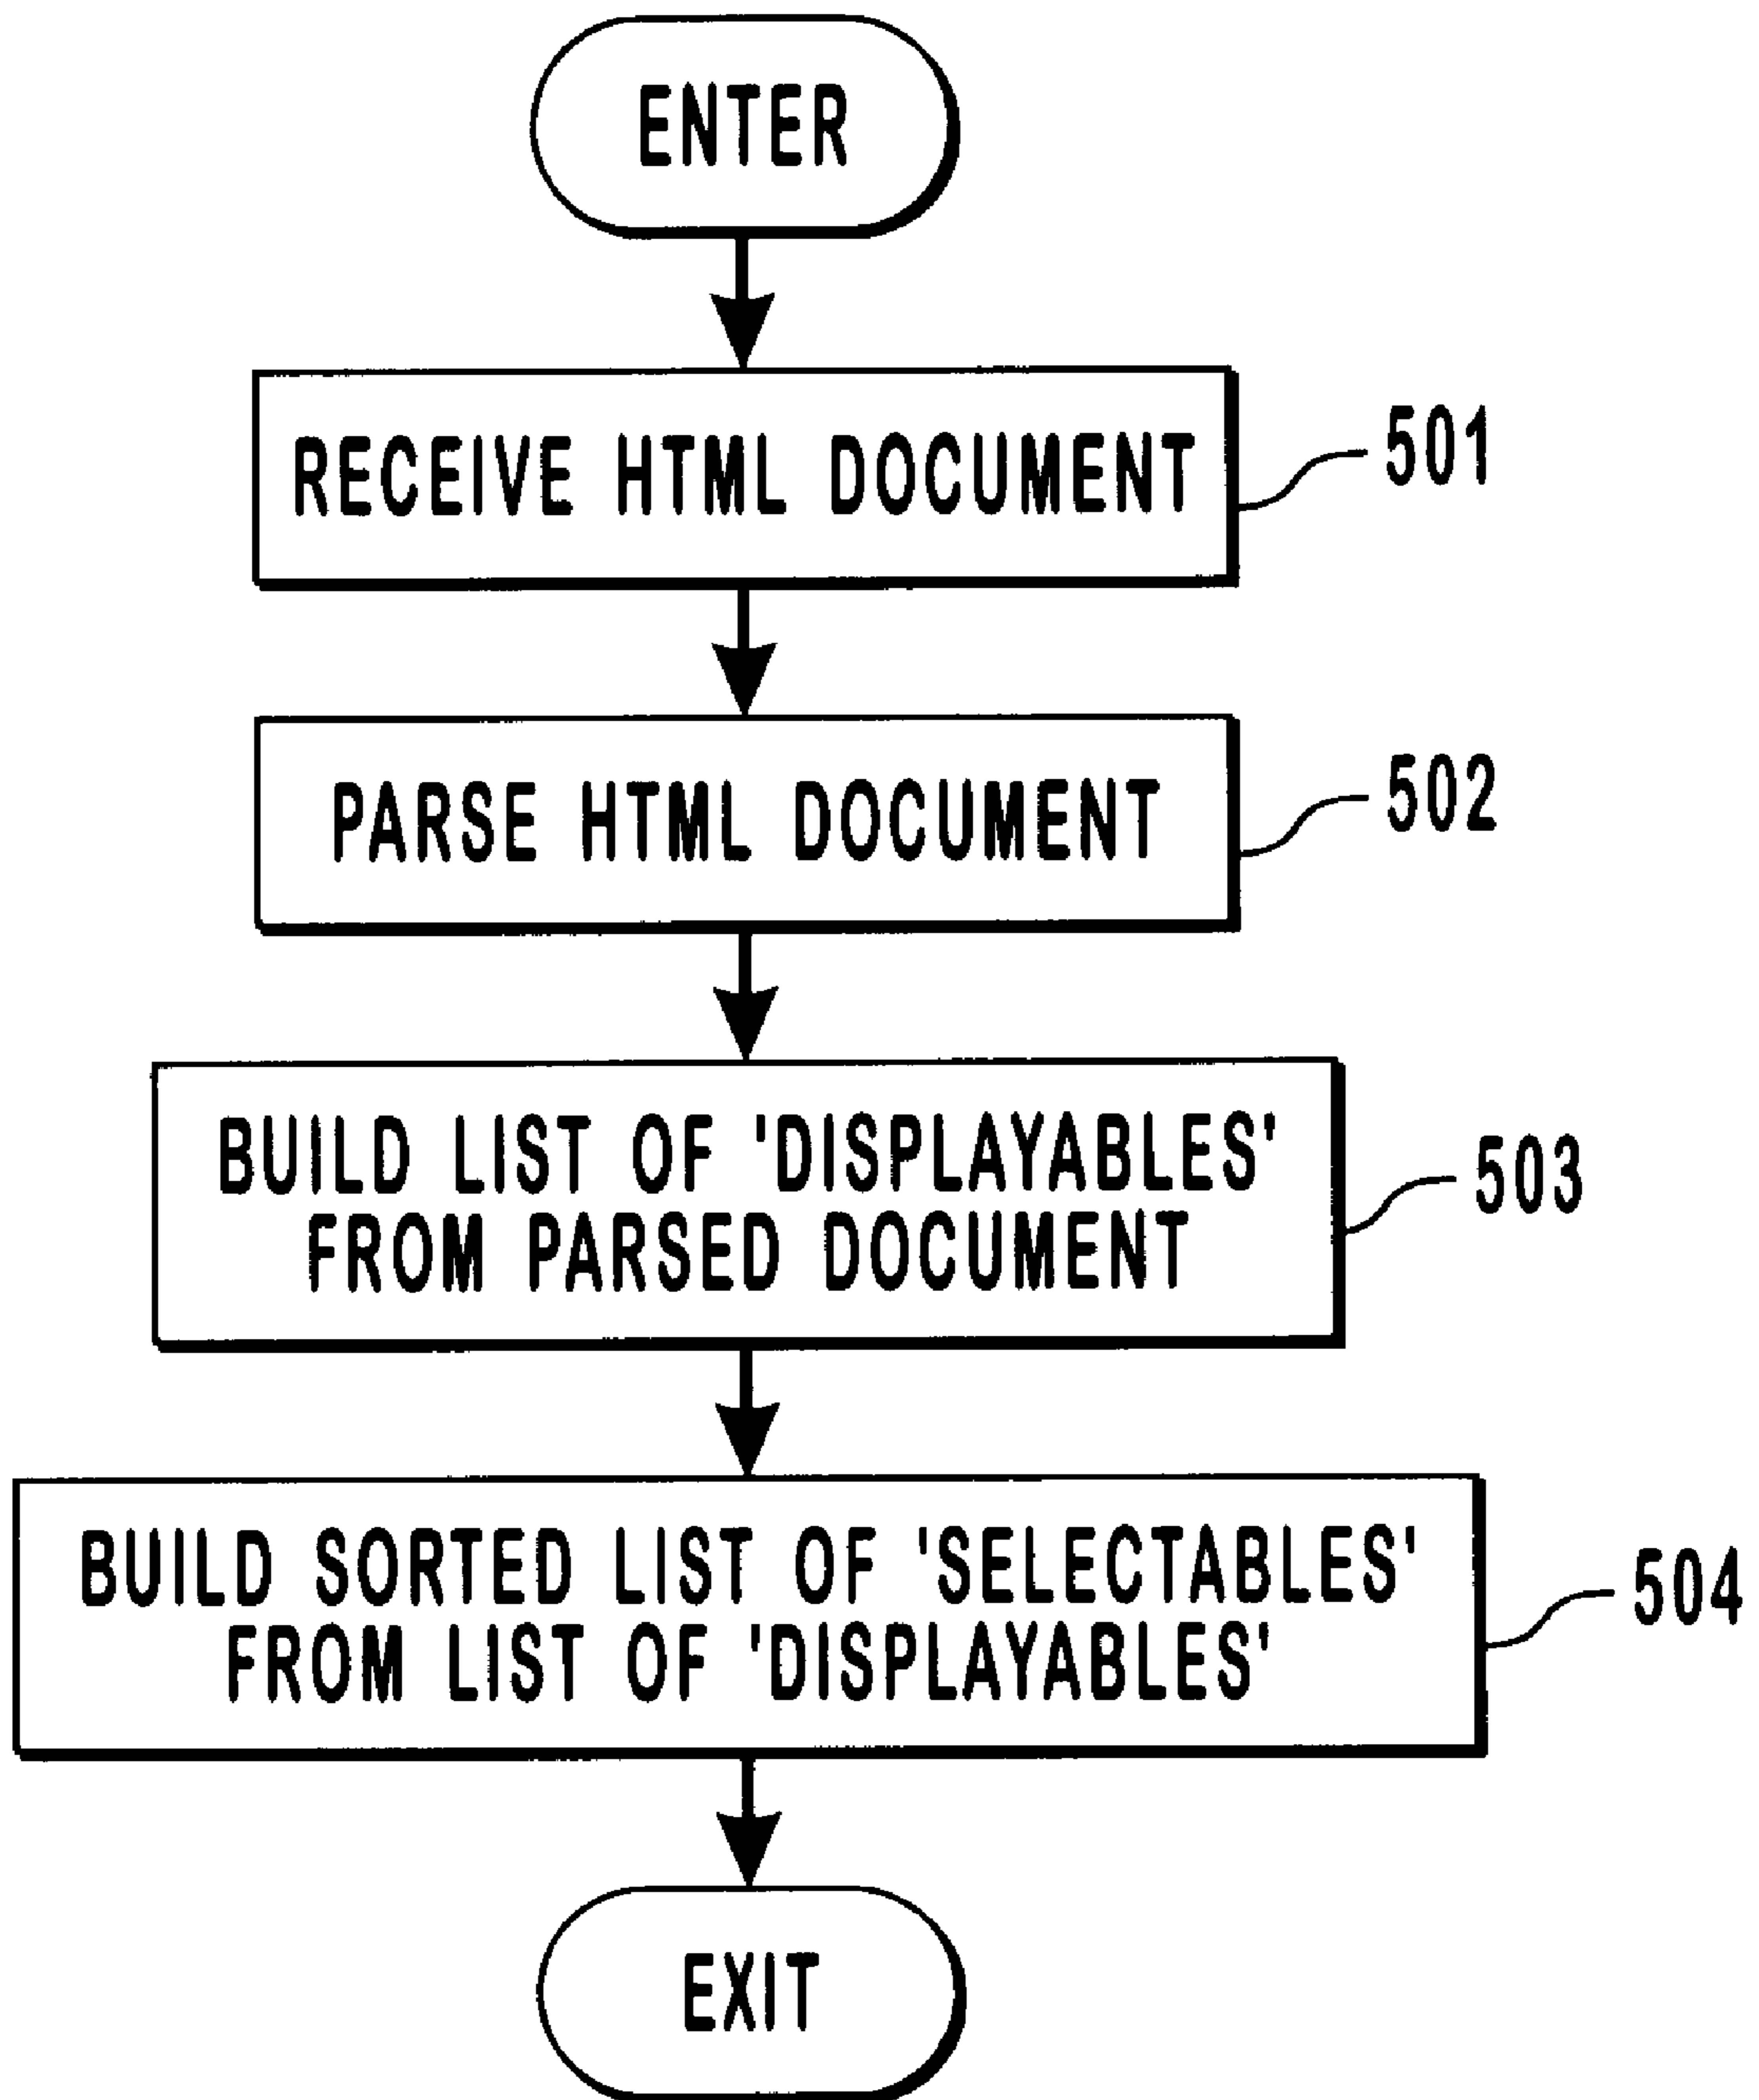 ENTER
RECEIVE HTML DOCUMENT
501
PARSE HTML DOCUMENT
502
BUILD LIST OF 'DISPLAYABLES'
FROM PARSED DOCUMENT
503
BUILD SORTED LIST OF 'SELECTABLES'
FROM LIST OF 'DISPLAYABLES'
504
EXIT